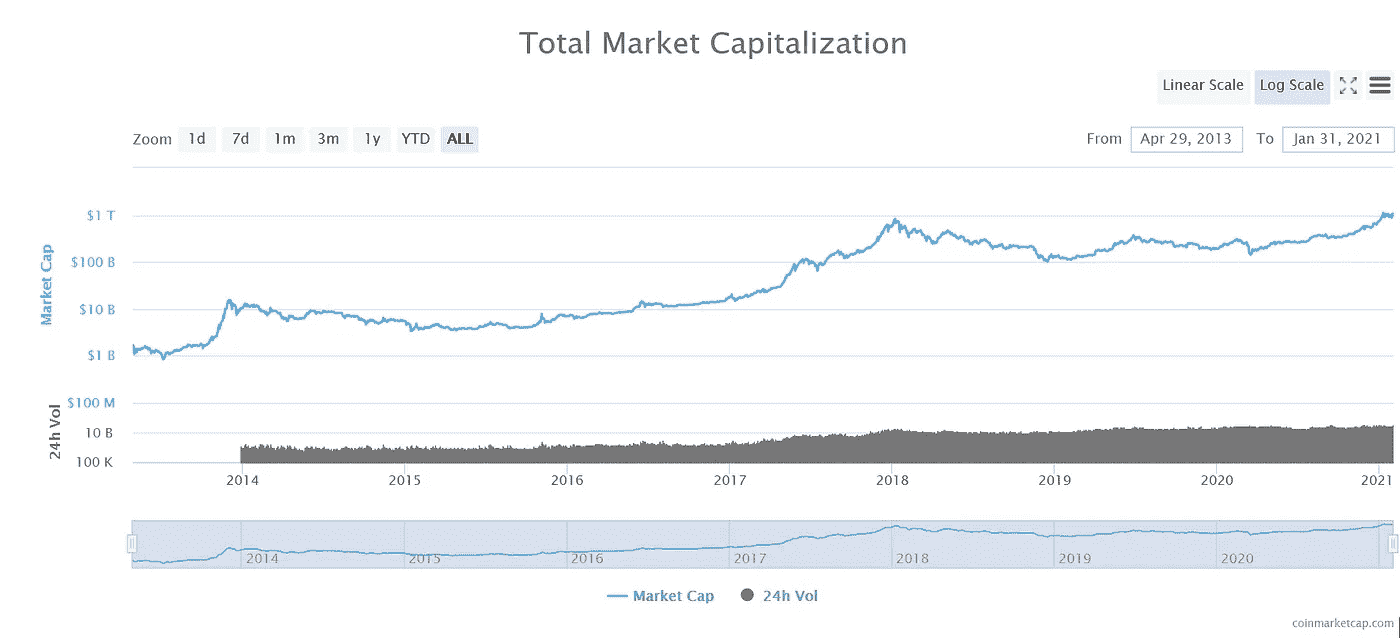 Total Market Capitalization
Linear Scale Log Scale
Zoom 1d 7d 1m 3m 1y YTD ALL From Apr 29, 2013 To Jan 31, 2021
Market Cap
$1 T
$100 B
$10 B
$1 B
$100 M
24h Vol
10 B
100 K
2014 2015 2016 2017 2018 2019 2020 2021
2014 2015 2016 2017 2018 2019 2020
Market Cap 24h Vol
coinmarketcap.com